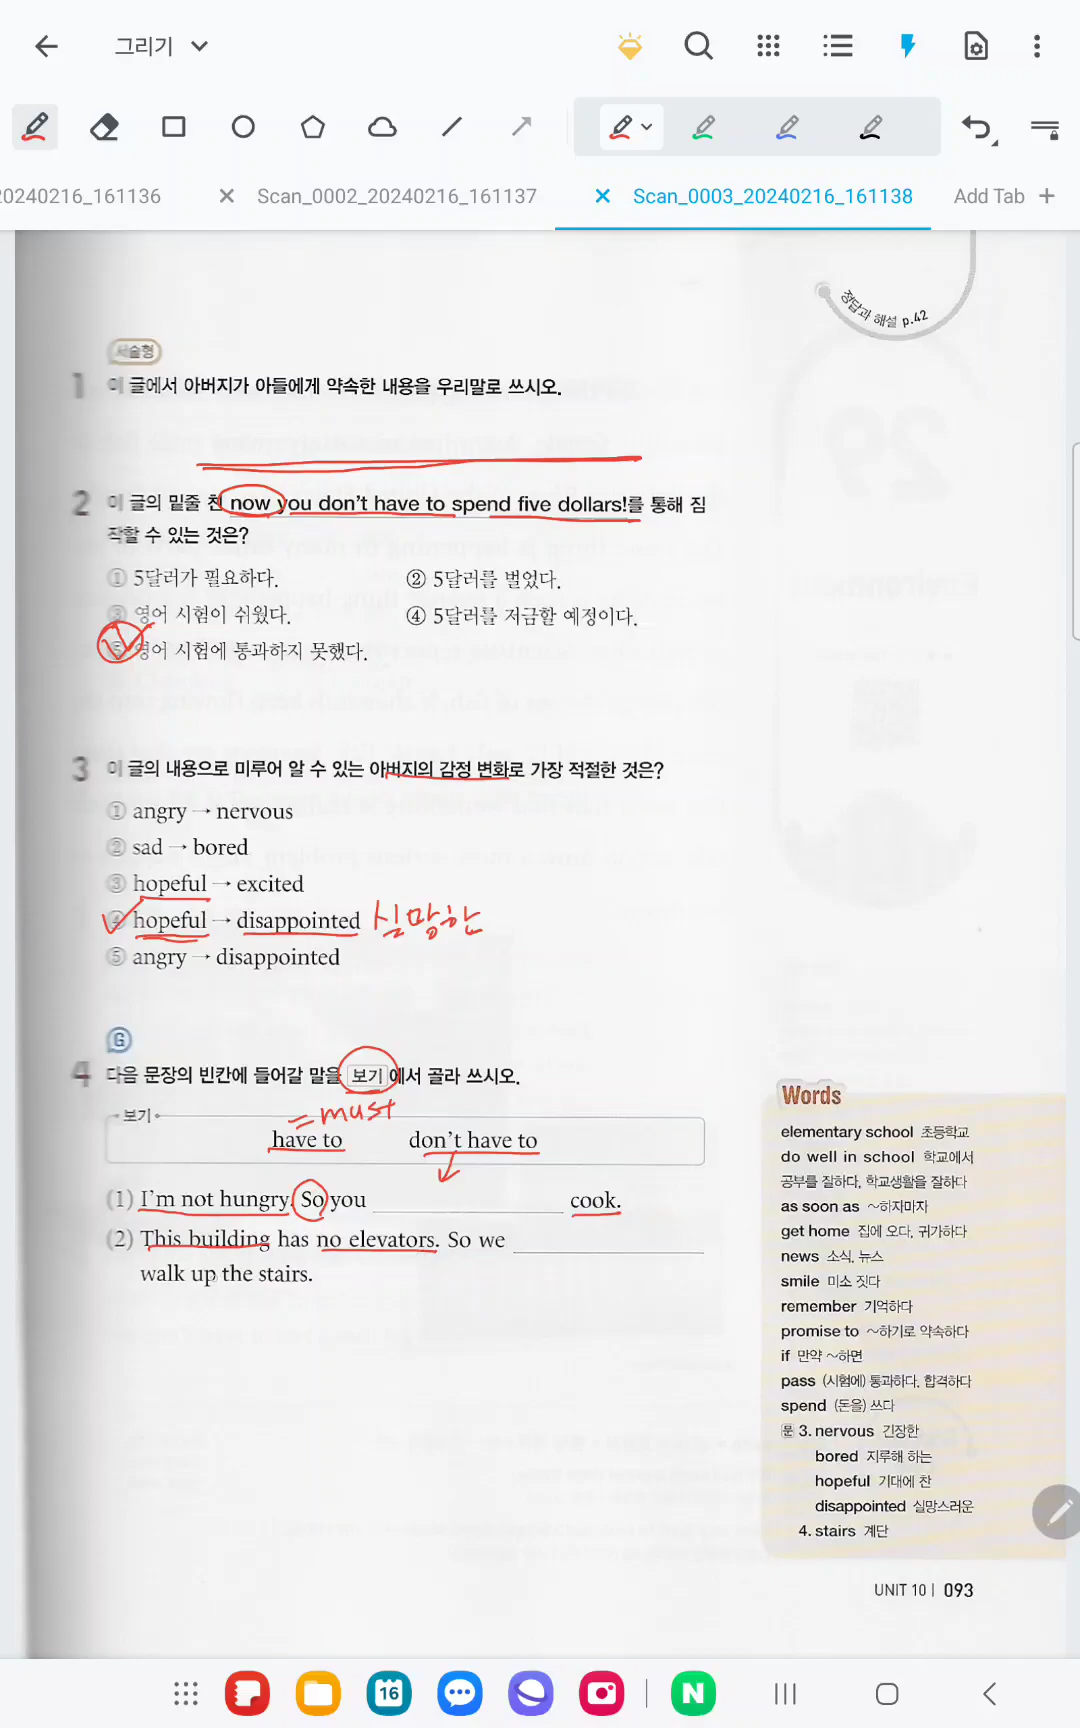 그리기
20240216_161136
Scan_0002_20240216_161137
Scan_0003_20240216_161138
Add Tab
정답과 해설 p.42
서술형
1 이 글에서 아버지가 아들에게 약속한 내용을 우리말로 쓰시오.
2 이 글의 밑줄 친 now you don't have to spend five dollars!를 통해 짐
작할 수 있는 것은?
① 5달러가 필요하다.
② 5달러를 벌었다.
③ 영어 시험이 쉬웠다.
④ 5달러를 저금할 예정이다.
⑤ 영어 시험에 통과하지 못했다.
3 이 글의 내용으로 미루어 알 수 있는 아버지의 감정 변화로 가장 적절한 것은?
① angry → nervous
② sad → bored
③ hopeful → excited
④ hopeful → disappointed 실망한
⑤ angry → disappointed
G
4 다음 문장의 빈칸에 들어갈 말을 보기 에서 골라 쓰시오.
보기
= must
have to don't have to
(1) I'm not hungry. So you ____ cook.
(2) This building has no elevators. So we ____
walk up the stairs.
Words
elementary school 초등학교
do well in school 학교에서
공부를 잘하다, 학교생활을 잘하다
as soon as ~하자마자
get home 집에 오다, 귀가하다
news 소식, 뉴스
smile 미소 짓다
remember 기억하다
promise to ~하기로 약속하다
if 만약 ~하면
pass (시험에) 통과하다, 합격하다
spend (돈을) 쓰다
문 3. nervous 긴장한
bored 지루해 하는
hopeful 기대에 찬
disappointed 실망스러운
4. stairs 계단
UNIT 10 | 093
16
N